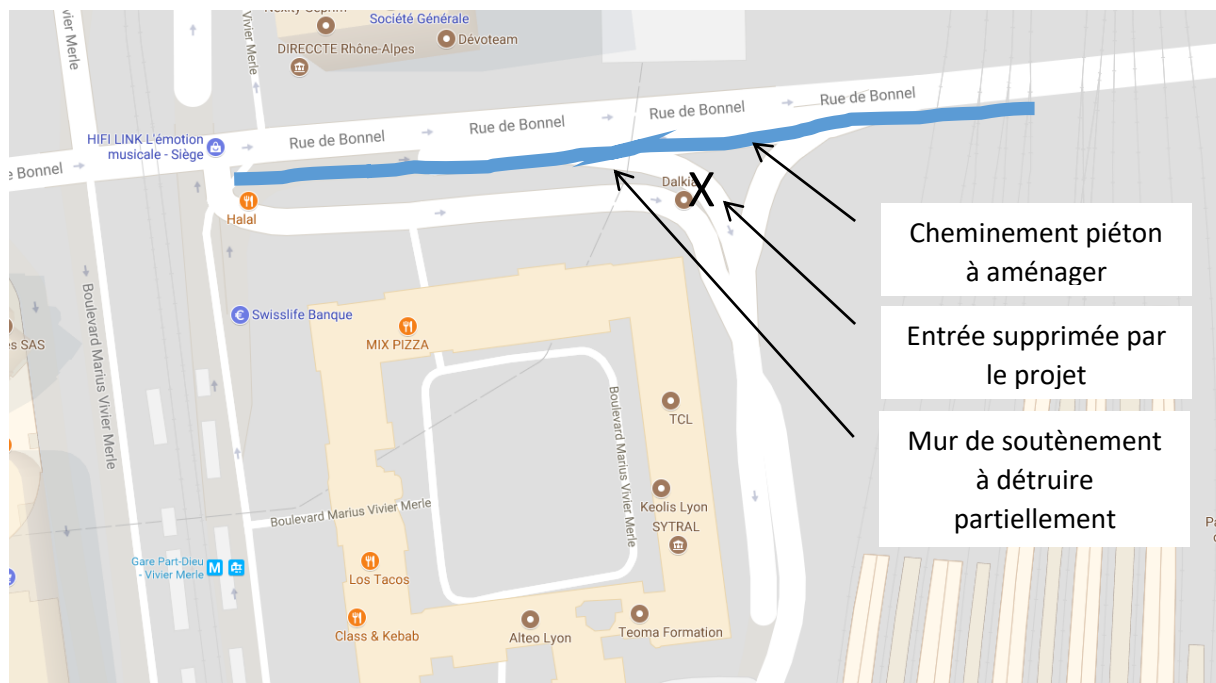 Nexity Géprim
Société Générale
Dévoteam
DIRECCTE Rhône-Alpes
Vivier Merle
Vivier Merle
Rue de Bonnel
Rue de Bonnel
Rue de Bonnel
Rue de Bonnel
HIFI LINK L'émotion
musicale - Siège
e Bonnel
Dalkia
X
Halal
Cheminement piéton
à aménager
Swisslife Banque
€
MIX PIZZA
Entrée supprimée par
le projet
es SAS
Boulevard Marius Vivier Merle
TCL
Boulevard Marius Vivier Merle
Mur de soutènement
à détruire
partiellement
Keolis Lyon
SYTRAL
Boulevard Marius Vivier Merle
Gare Part-Dieu
- Vivier Merle
M
Los Tacos
Class & Kebab
Alteo Lyon
Teoma Formation